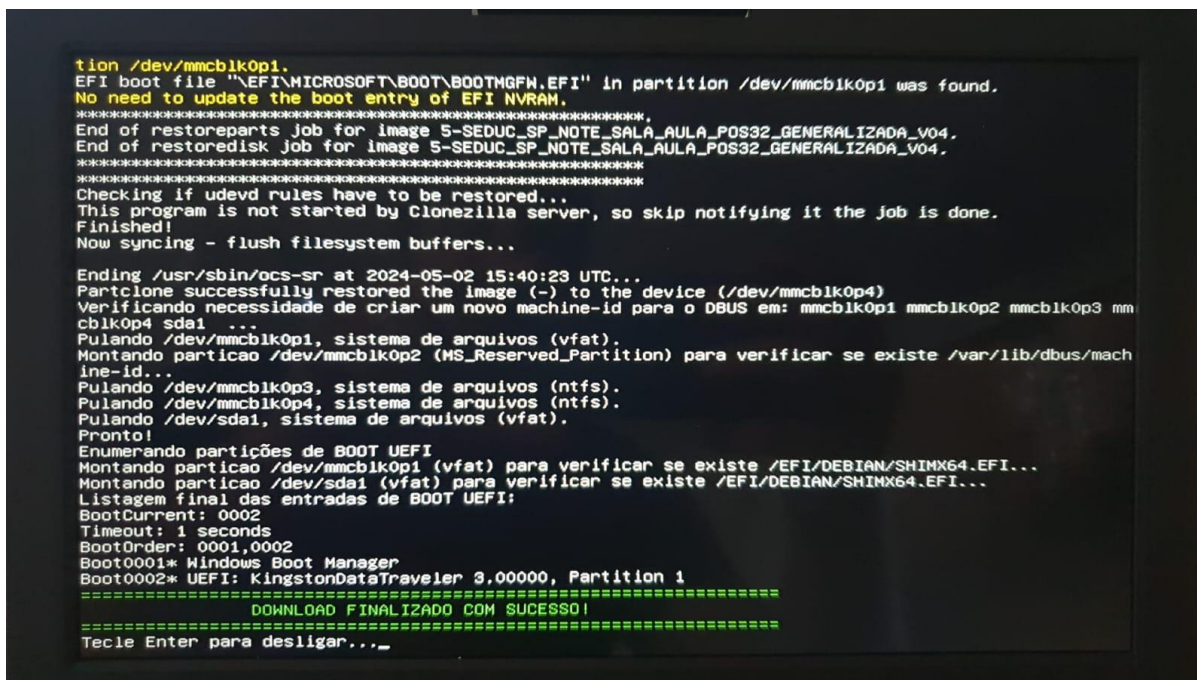 tion /dev/mmcblk0p1.
EFI boot file "\EFI\MICROSOFT\BOOT\BOOTMGFW.EFI" in partition /dev/mmcblk0p1 was found.
No need to update the boot entry of EFI NVRAM.
*****************************************************.
End of restoreparts job for image 5-SEDUC_SP_NOTE_SALA_AULA_POS32_GENERALIZADA_V04.
End of restoredisk job for image 5-SEDUC_SP_NOTE_SALA_AULA_POS32_GENERALIZADA_V04.
*****************************************************
*****************************************************
Checking if udevd rules have to be restored...
This program is not started by Clonezilla server, so skip notifying it the job is done.
Finished!
Now syncing - flush filesystem buffers...
Ending /usr/sbin/ocs-sr at 2024-05-02 15:40:23 UTC...
Partclone successfully restored the image (-) to the device (/dev/mmcblk0p4)
Verificando necessidade de criar um novo machine-id para o DBUS em: mmcblk0p1 mmcblk0p2 mmcblk0p3 mm
cblk0p4 sda1  ...
Pulando /dev/mmcblk0p1, sistema de arquivos (vfat).
Montando particao /dev/mmcblk0p2 (MS_Reserved_Partition) para verificar se existe /var/lib/dbus/mach
ine-id...
Pulando /dev/mmcblk0p3, sistema de arquivos (ntfs).
Pulando /dev/mmcblk0p4, sistema de arquivos (ntfs).
Pulando /dev/sda1, sistema de arquivos (vfat).
Pronto!
Enumerando partições de BOOT UEFI
Montando particao /dev/mmcblk0p1 (vfat) para verificar se existe /EFI/DEBIAN/SHIMX64.EFI...
Montando particao /dev/sda1 (vfat) para verificar se existe /EFI/DEBIAN/SHIMX64.EFI...
Listagem final das entradas de BOOT UEFI:
BootCurrent: 0002
Timeout: 1 seconds
BootOrder: 0001,0002
Boot0001* Windows Boot Manager
Boot0002* UEFI: KingstonDataTraveler 3.00000, Partition 1
================================================================
DOWNLOAD FINALIZADO COM SUCESSO!
================================================================
Tecle Enter para desligar..._